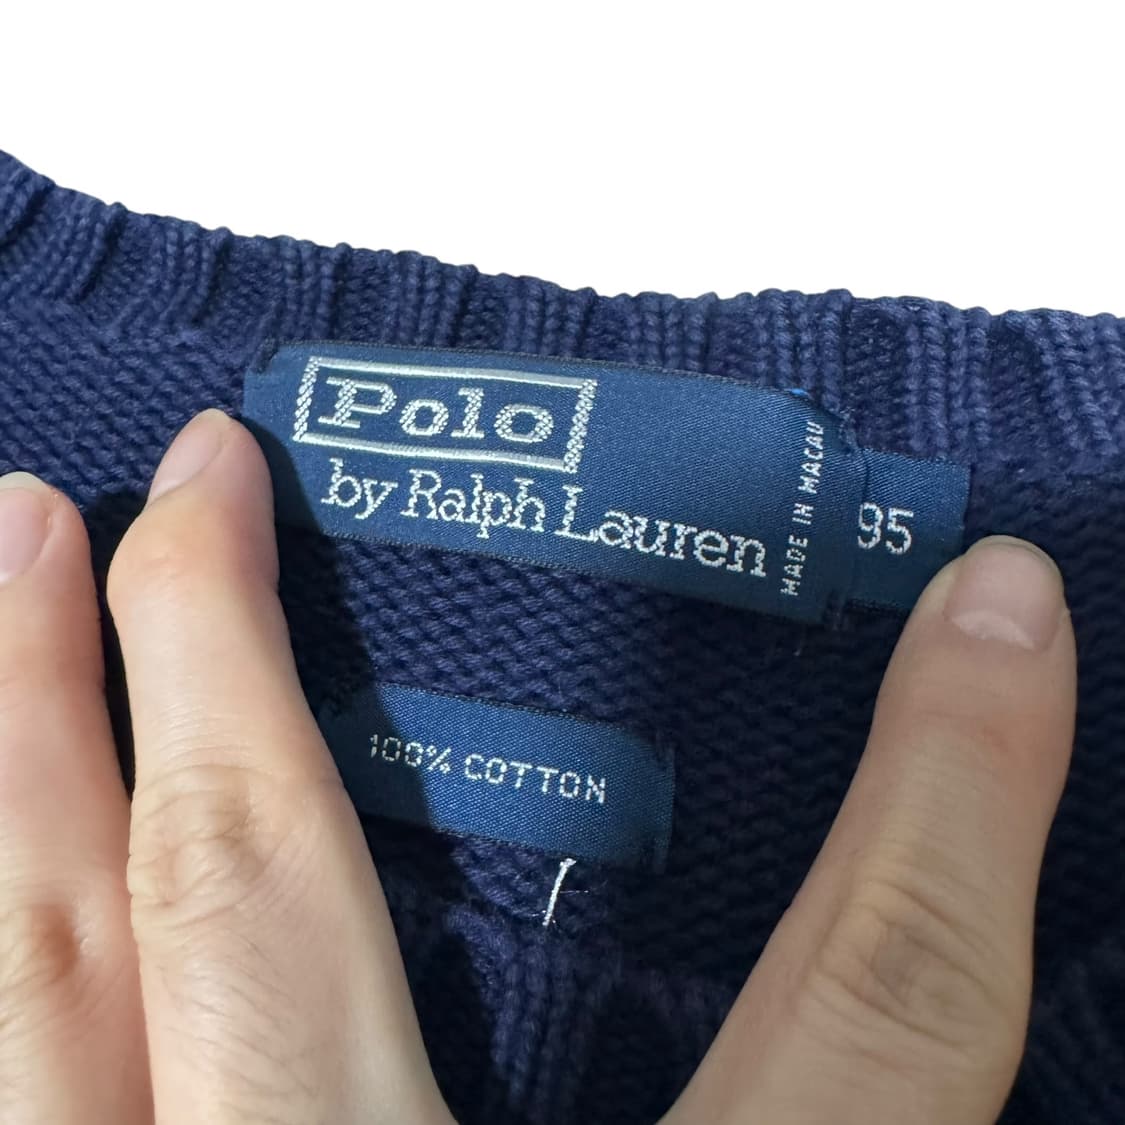 Polo
by Ralph Lauren
MADE IN MACAU
95
100% COTTON